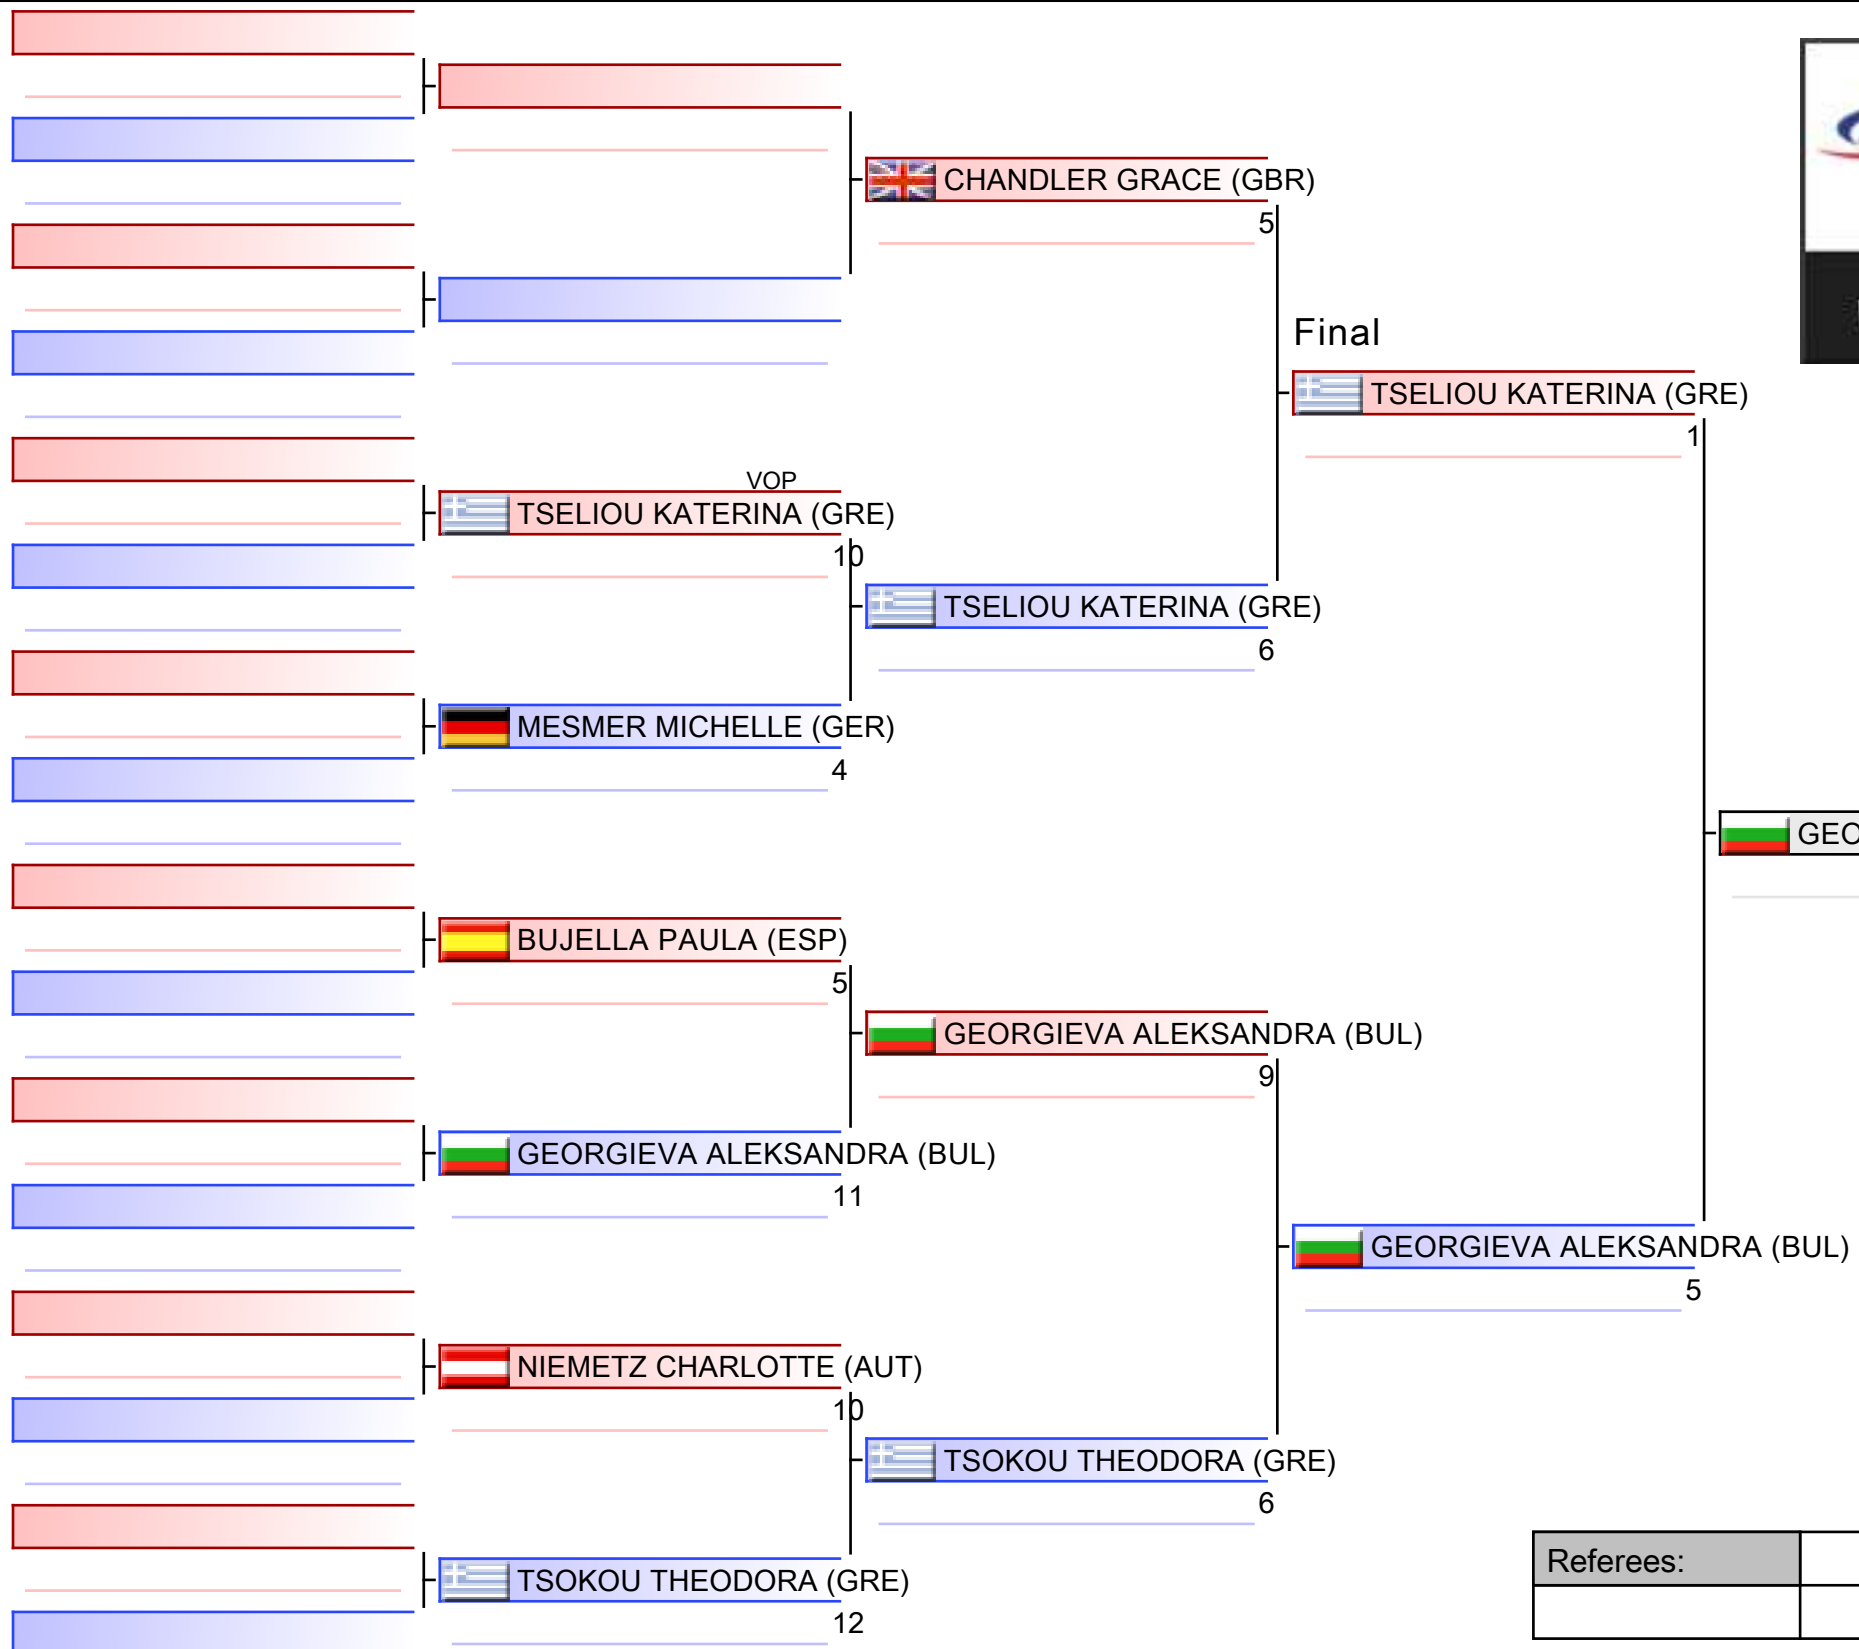 CHANDLER GRACE (GBR)
5
Final
TSELIOU KATERINA (GRE)
1
VOP
TSELIOU KATERINA (GRE)
10
TSELIOU KATERINA (GRE)
6
MESMER MICHELLE (GER)
4
GEO
BUJELLA PAULA (ESP)
5
GEORGIEVA ALEKSANDRA (BUL)
9
GEORGIEVA ALEKSANDRA (BUL)
11
GEORGIEVA ALEKSANDRA (BUL)
5
NIEMETZ CHARLOTTE (AUT)
10
TSOKOU THEODORA (GRE)
6
TSOKOU THEODORA (GRE)
12
Referees: